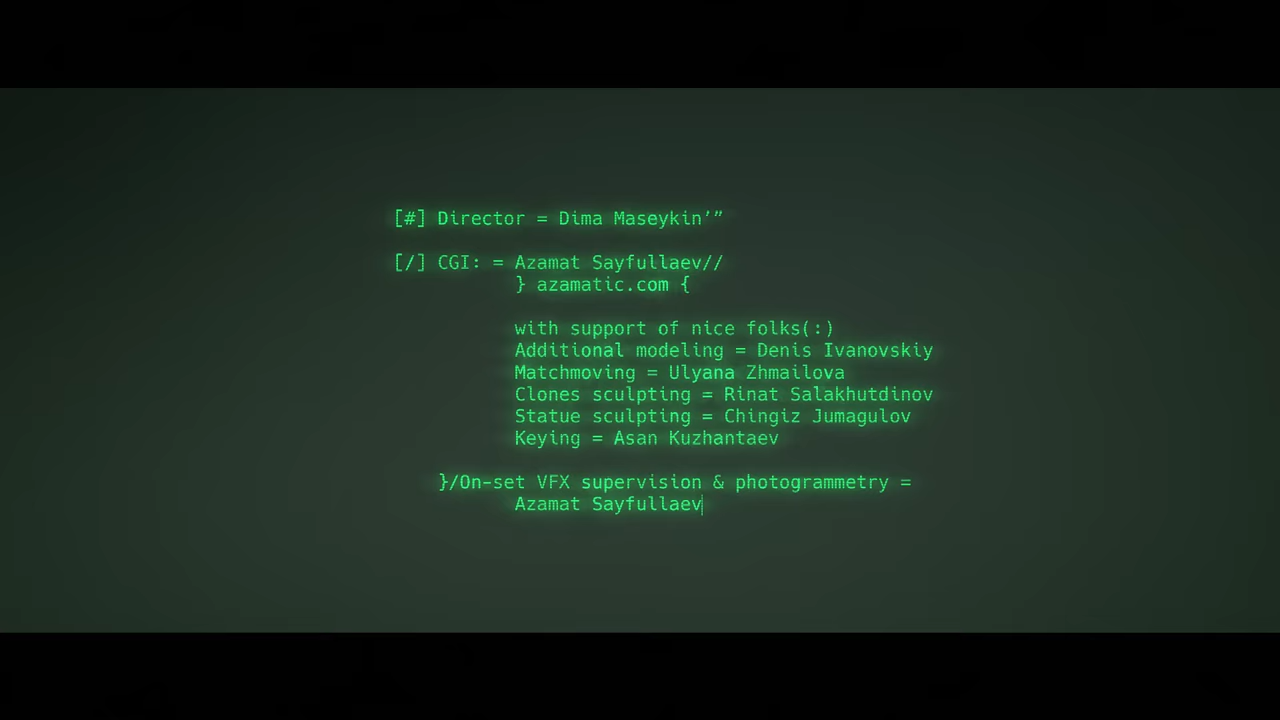 [#] Director = Dima Maseykin’”
[/] CGI: = Azamat Sayfullaev//
} azamatic.com {
with support of nice folks(:)
Additional modeling = Denis Ivanovskiy
Matchmoving = Ulyana Zhmailova
Clones sculpting = Rinat Salakhutdinov
Statue sculpting = Chingiz Jumagulov
Keying = Asan Kuzhantaev
}/On-set VFX supervision & photogrammetry =
Azamat Sayfullaev